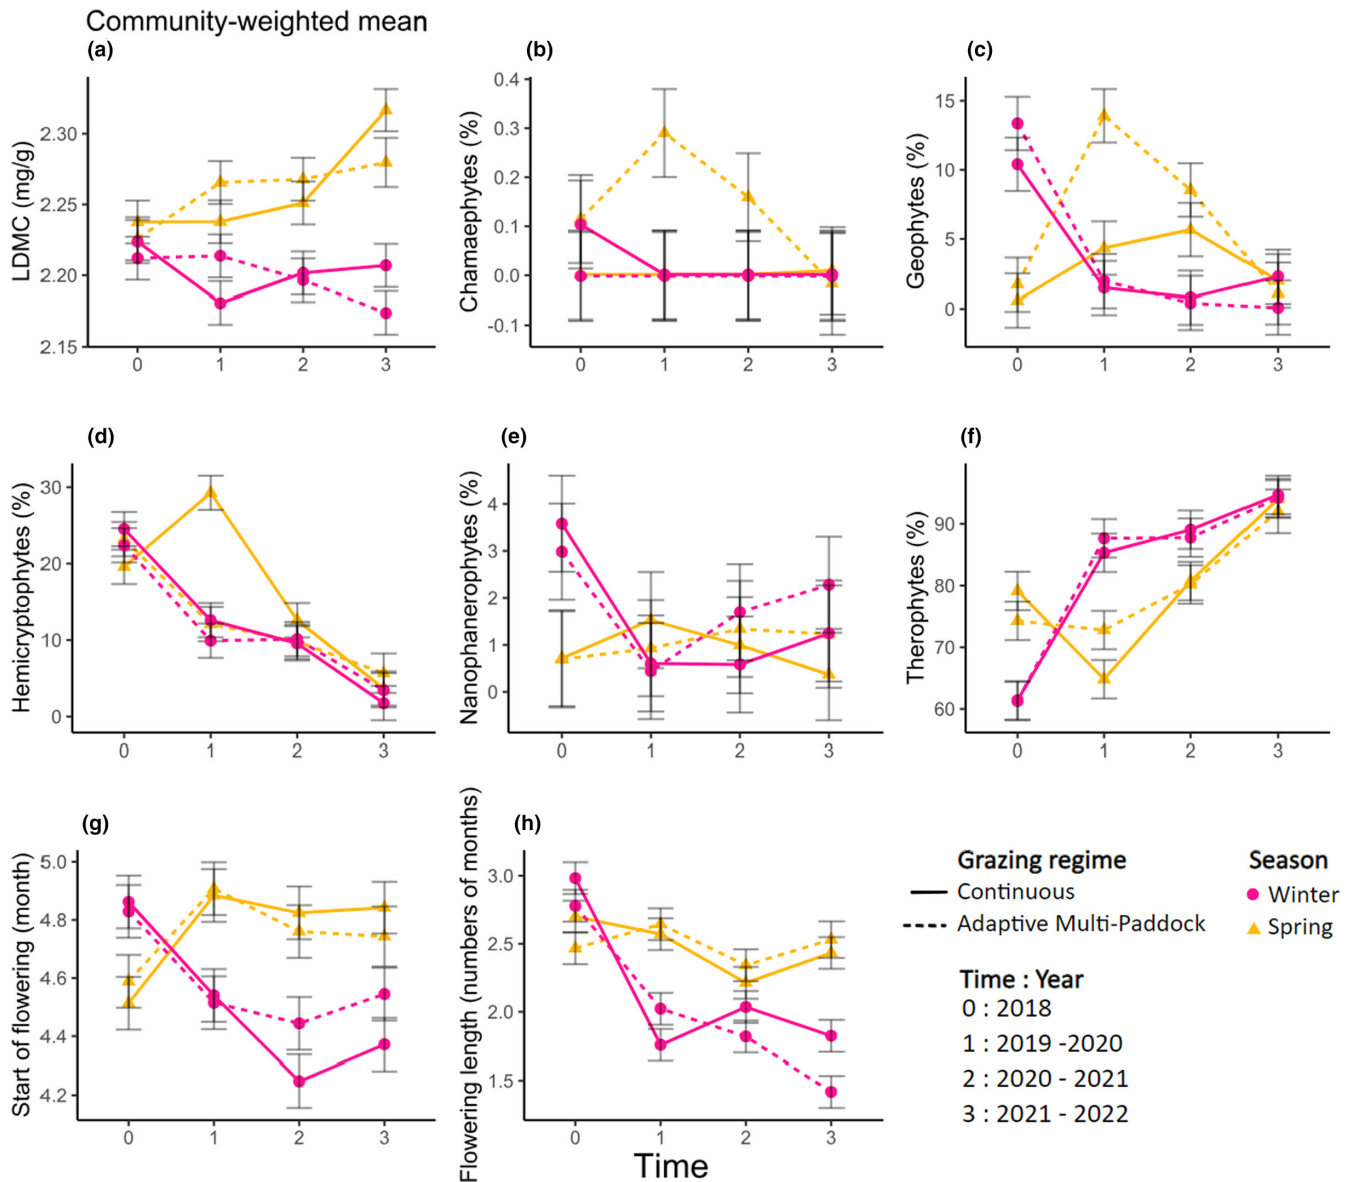 Community-weighted mean
(a)
LDMC (mg/g)
2.30
2.25
2.20
2.15
0 1 2 3
(b)
Chamaephytes (%)
0.4
0.3
0.2
0.1
0.0
-0.1
0 1 2 3
(c)
Geophytes (%)
15
10
5
0
0 1 2 3
(d)
Hemicryptophytes (%)
30
20
10
0
0 1 2 3
(e)
Nanophanerophytes (%)
4
3
2
1
0
0 1 2 3
(f)
Therophytes (%)
90
80
70
60
0 1 2 3
(g)
Start of flowering (month)
5.0
4.8
4.6
4.4
4.2
0 1 2 3
(h)
Flowering length (numbers of months)
3.0
2.5
2.0
1.5
0 1 2 3
Time
Grazing regime
Continuous
Adaptive Multi-Paddock
Season
Winter
Spring
Time : Year
0 : 2018
1 : 2019 -2020
2 : 2020 - 2021
3 : 2021 - 2022